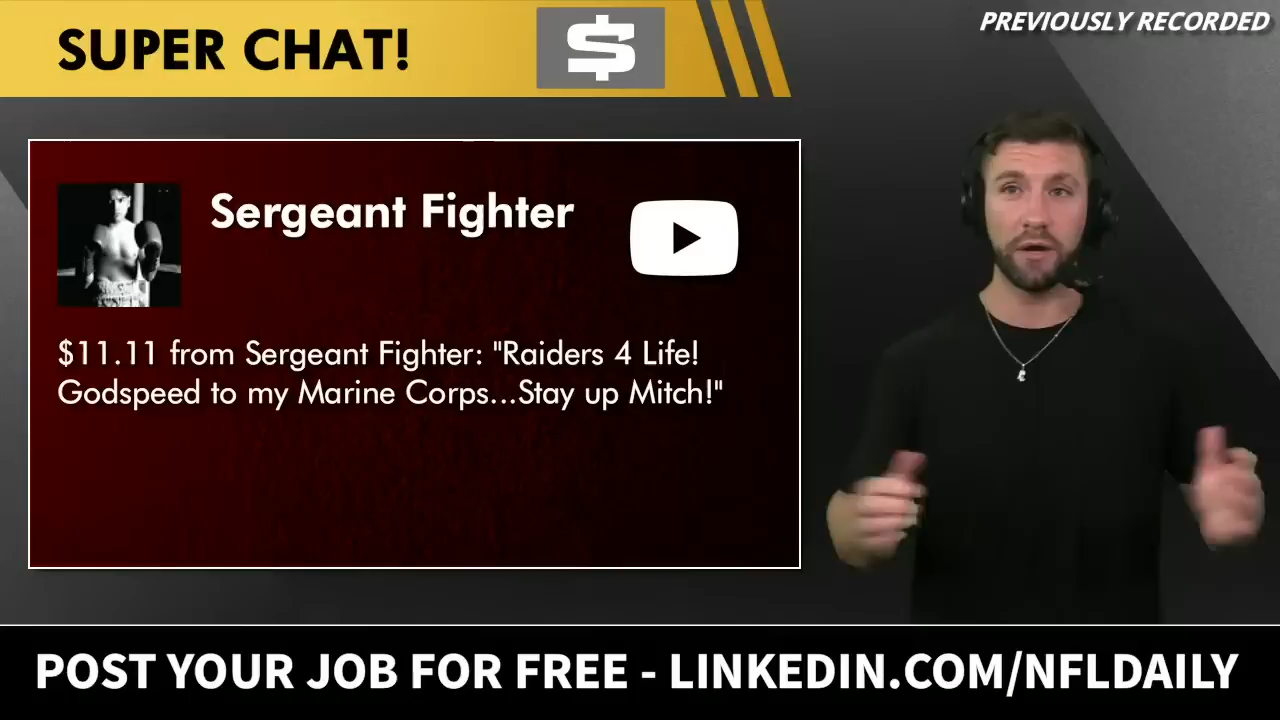 SUPER CHAT!
$
PREVIOUSLY RECORDED
Sergeant Fighter
$11.11 from Sergeant Fighter: "Raiders 4 Life!
Godspeed to my Marine Corps...Stay up Mitch!"
POST YOUR JOB FOR FREE - LINKEDIN.COM/NFLDAILY